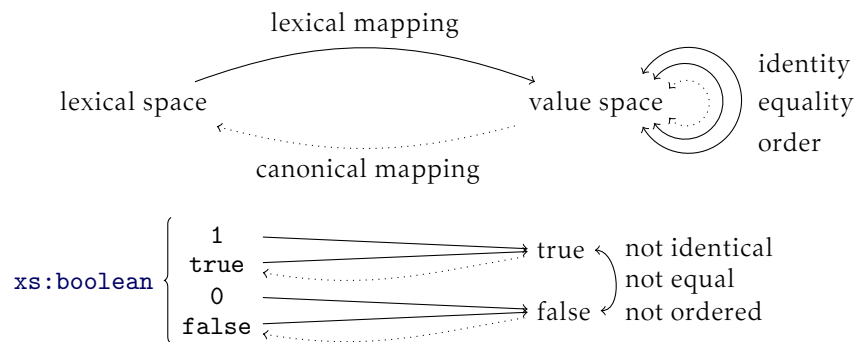 lexical mapping
lexical space
value space
identity
equality
order
canonical mapping
xs:boolean
1
true
0
false
true
false
not identical
not equal
not ordered